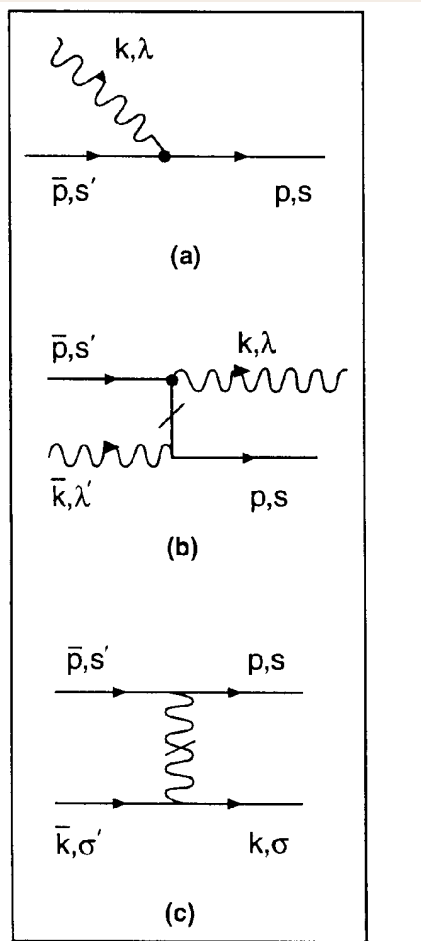 k,λ
p̄,s′ p,s
(a)
p̄,s′ k,λ
k̄,λ′ p,s
(b)
p̄,s′ p,s
k̄,σ′ k,σ
(c)